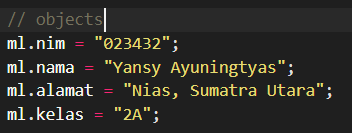 // objects
ml.nim = "023432";
ml.nama = "Yansy Ayuningtyas";
ml.alamat = "Nias, Sumatra Utara";
ml.kelas = "2A";